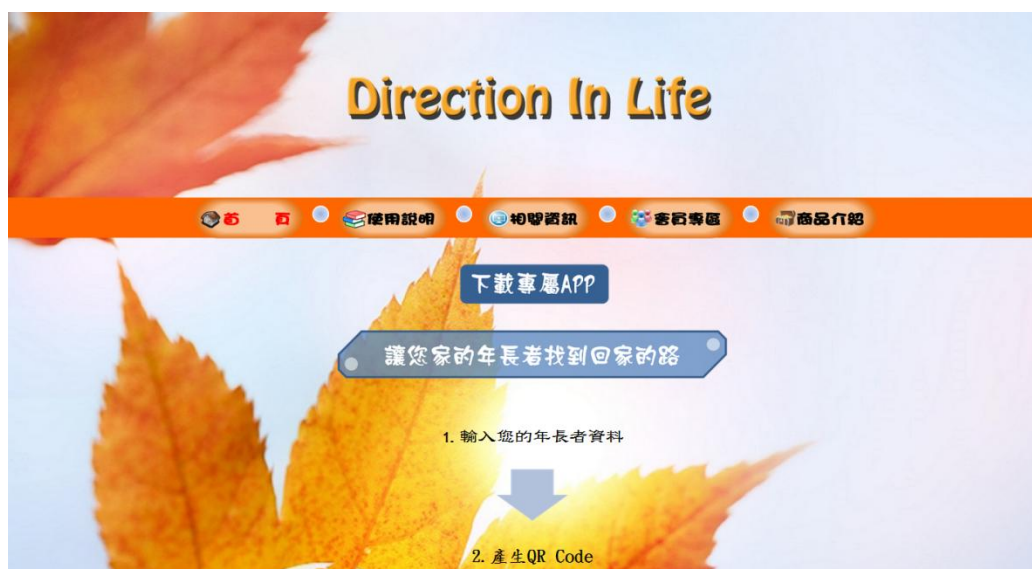 Direction In Life
首 頁 使用說明 相關資訊 會員專區 商品介紹
下載專屬APP
讓您家的年長者找到回家的路
1. 輸入您的年長者資料
2. 產生QR Code